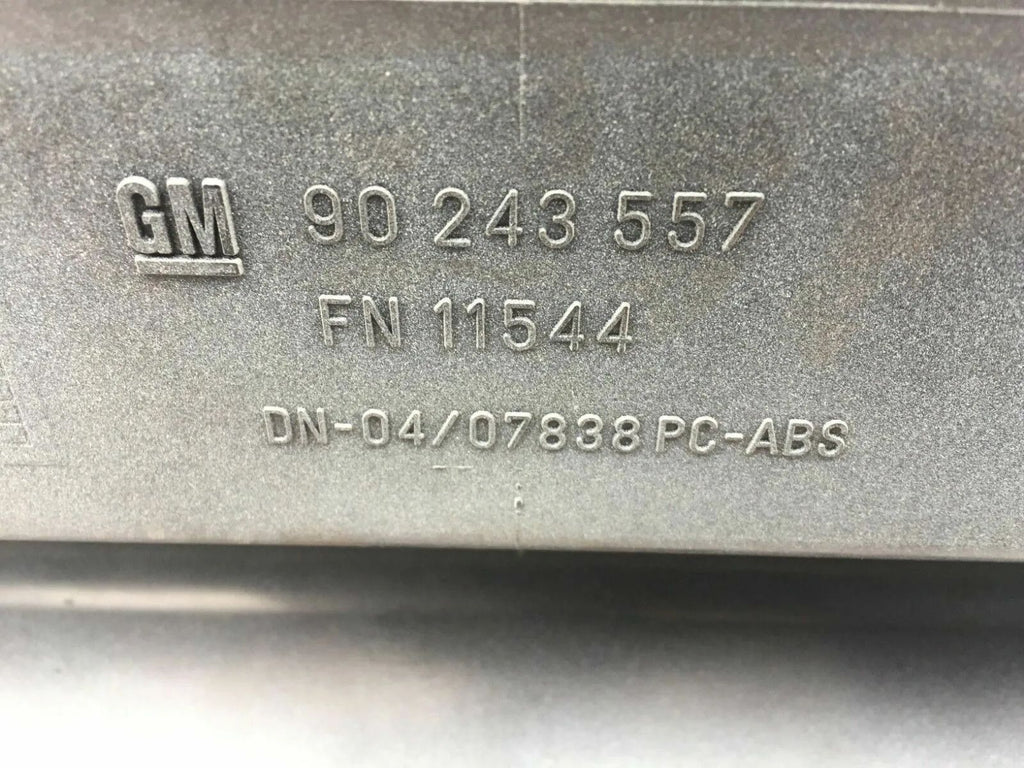 GM 90 243 557
FN 11544
DN-04/07838 PC-ABS